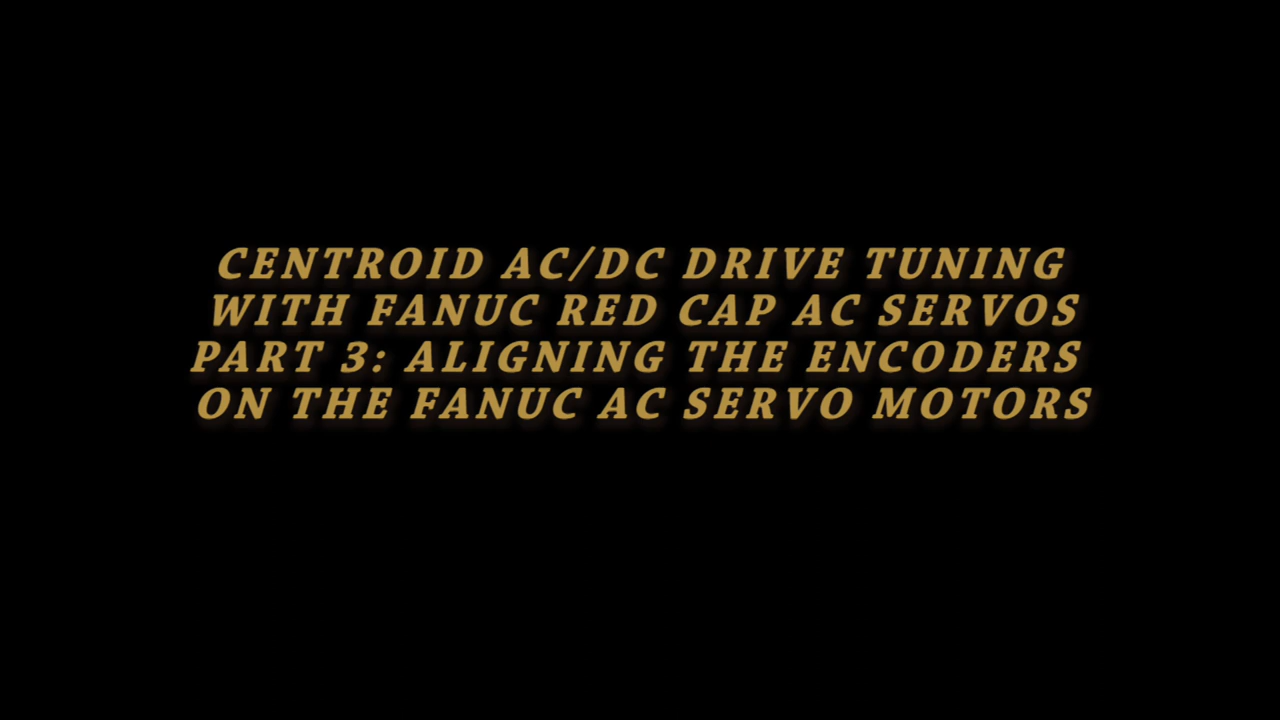 CENTROID AC/DC DRIVE TUNING
WITH FANUC RED CAP AC SERVOS
PART 3: ALIGNING THE ENCODERS
ON THE FANUC AC SERVO MOTORS